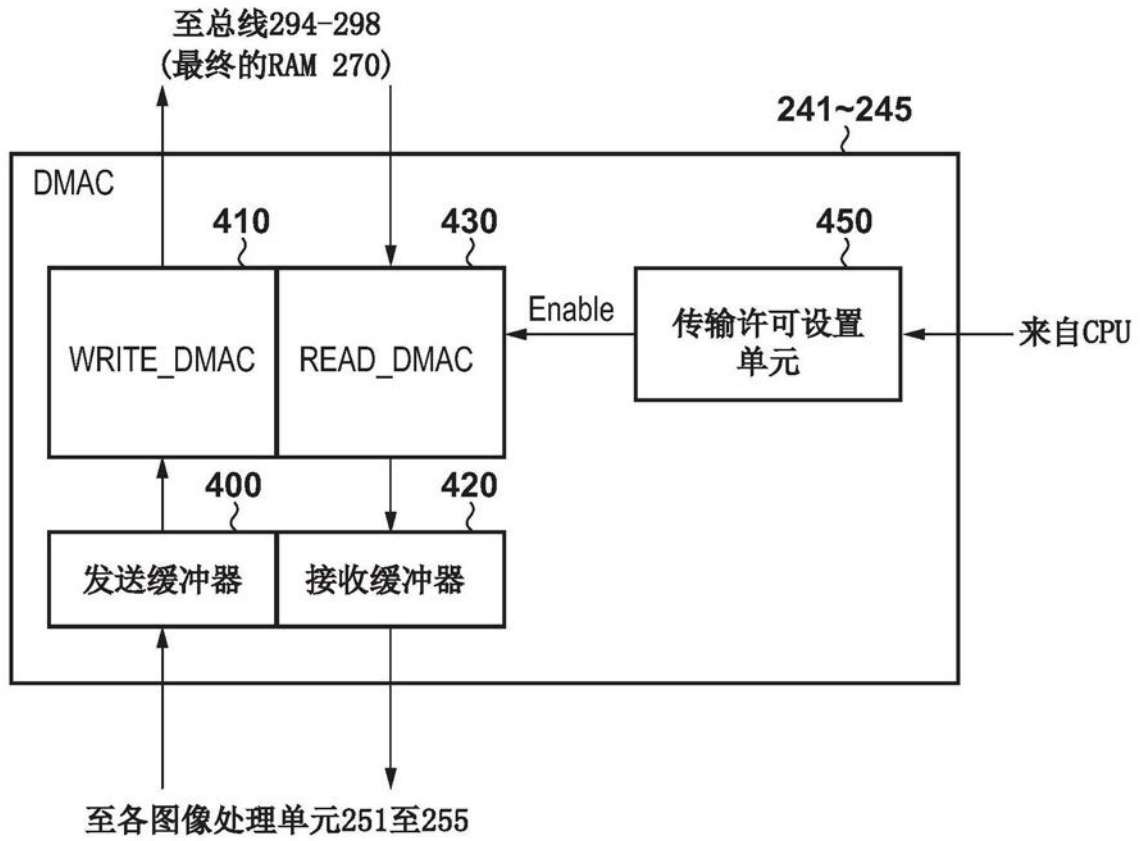 至总线294-298
(最终的RAM 270)
241~245
DMAC
410
430
450
WRITE_DMAC
READ_DMAC
Enable
传输许可设置
单元
来自CPU
400
420
发送缓冲器
接收缓冲器
至各图像处理单元251至255